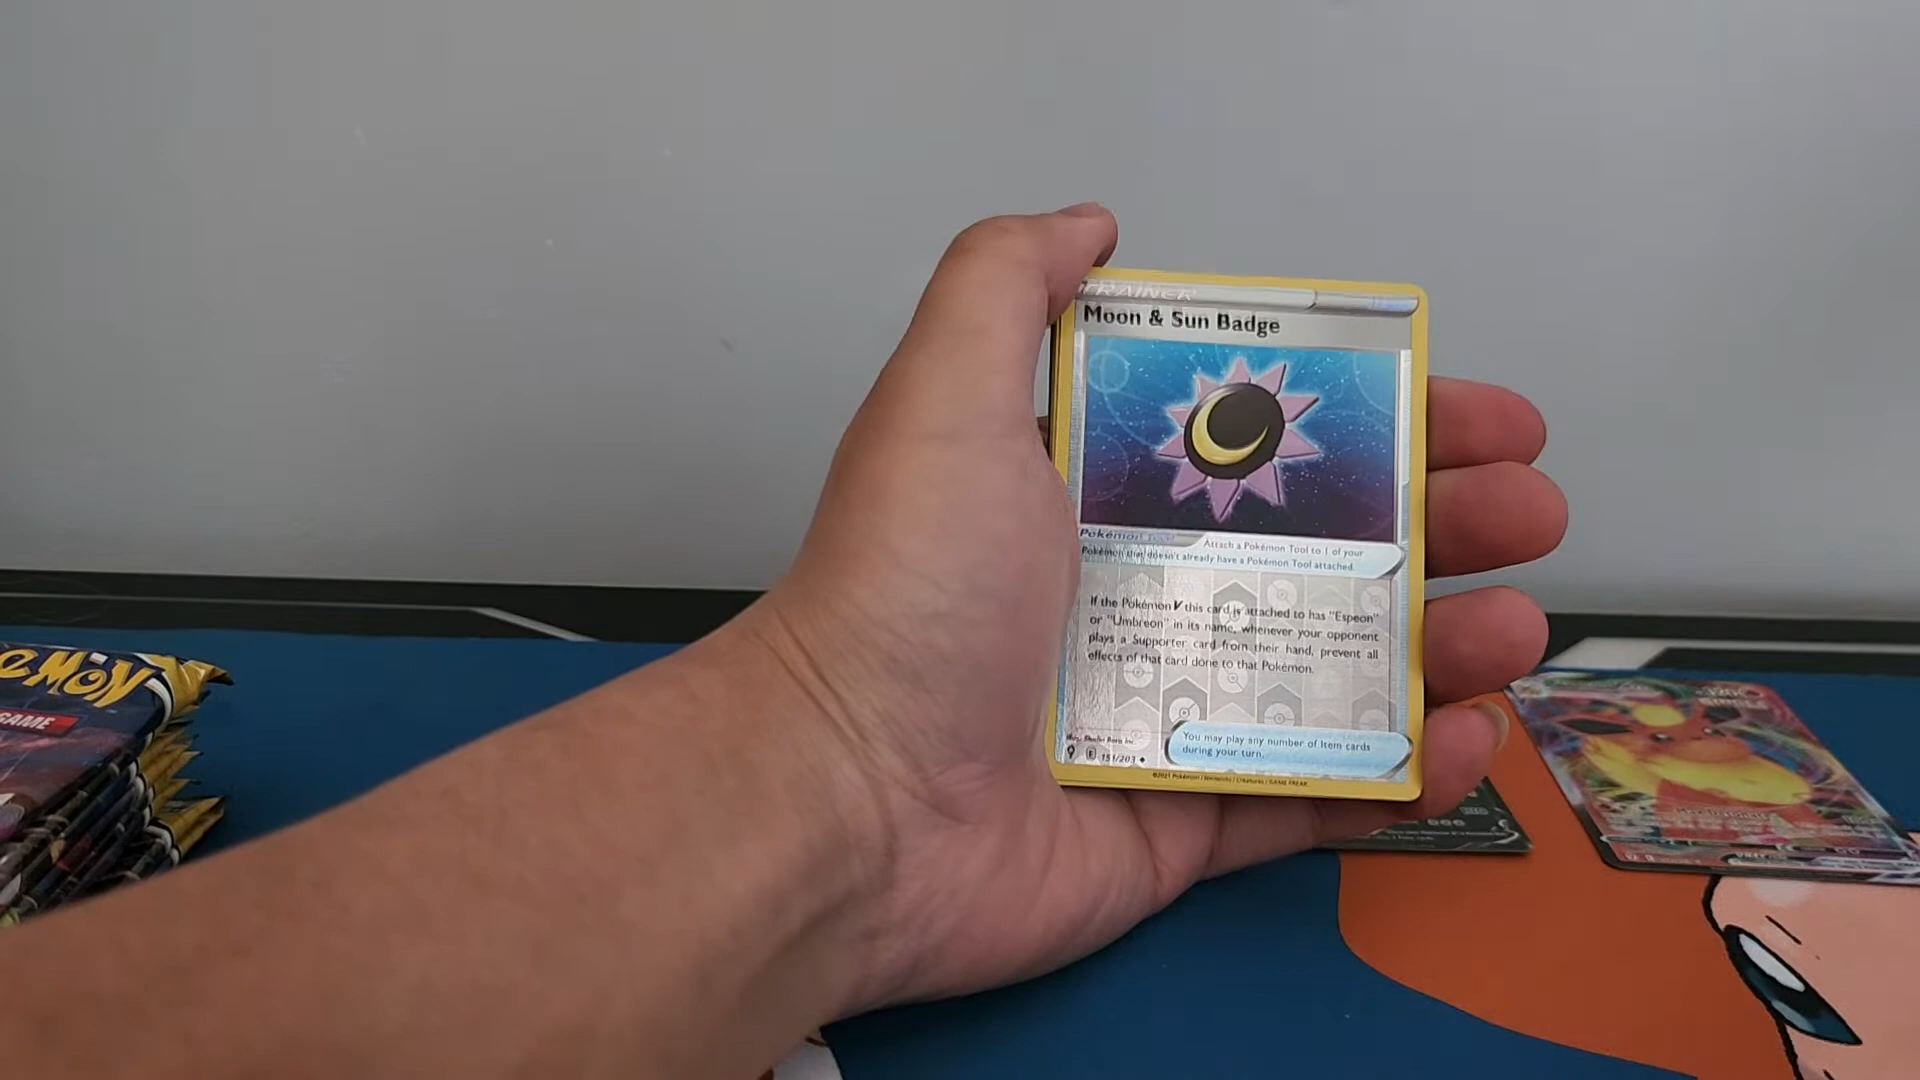 TRAINER
Moon & Sun Badge
Pokémon Tool
Attach a Pokémon Tool to 1 of your
Pokémon that doesn't already have a Pokémon Tool attached.
If the Pokémon V this card is attached to has "Espeon"
or "Umbreon" in its name, whenever your opponent
plays a Supporter card from their hand, prevent all
effects of that card done to that Pokémon.
You may play any number of Item cards
during your turn.
E 151/203
©2021 Pokémon / Nintendo / Creatures / GAME FREAK
EMON
GAME